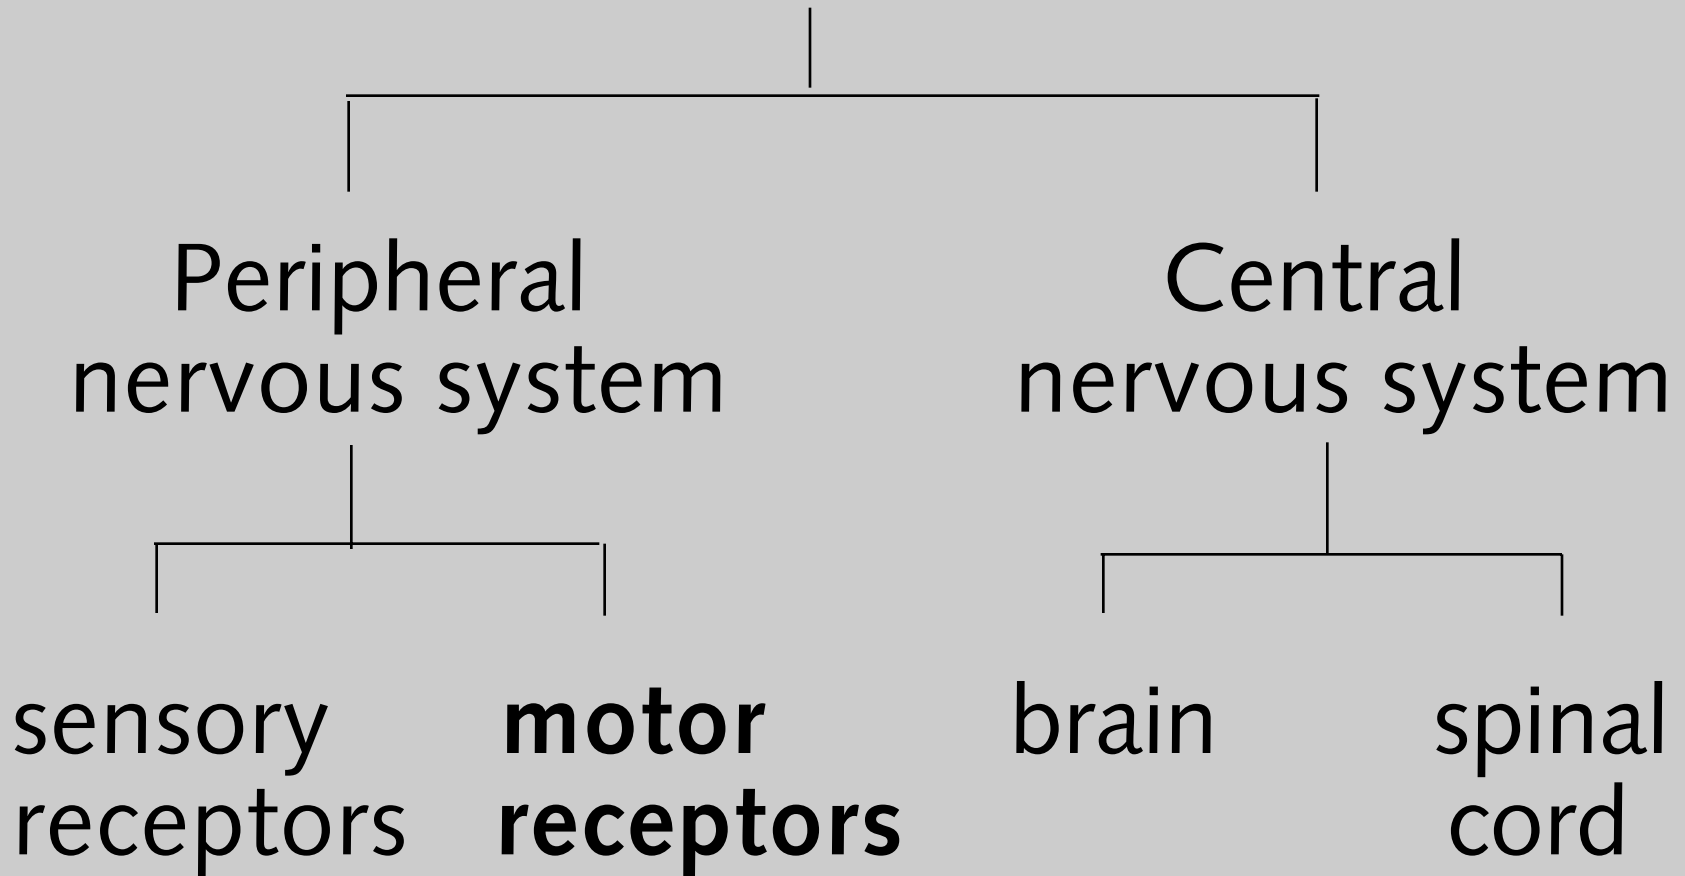 Peripheral
nervous system
Central
nervous system
sensory
receptors
motor
receptors
brain
spinal
cord